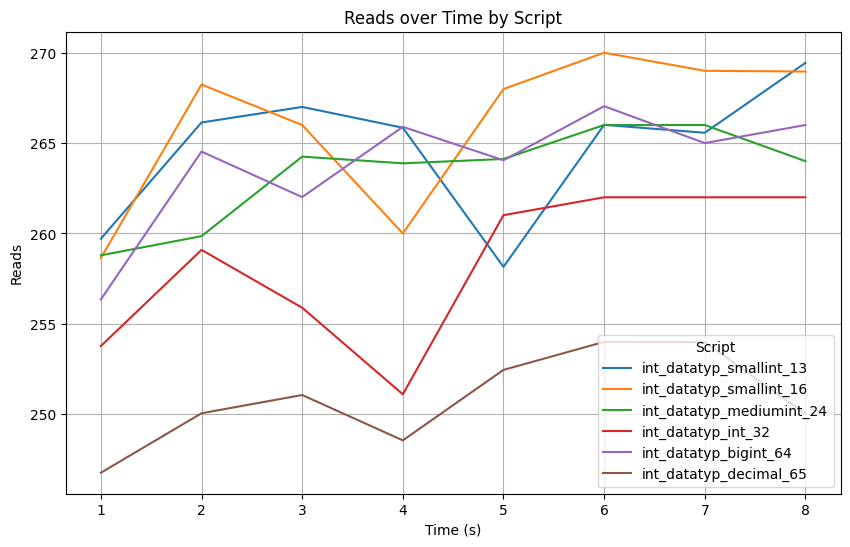 Reads over Time by Script
Reads
270
265
260
255
250
Script
int_datatyp_smallint_13
int_datatyp_smallint_16
int_datatyp_mediumint_24
int_datatyp_int_32
int_datatyp_bigint_64
int_datatyp_decimal_65
1 2 3 4 5 6 7 8
Time (s)